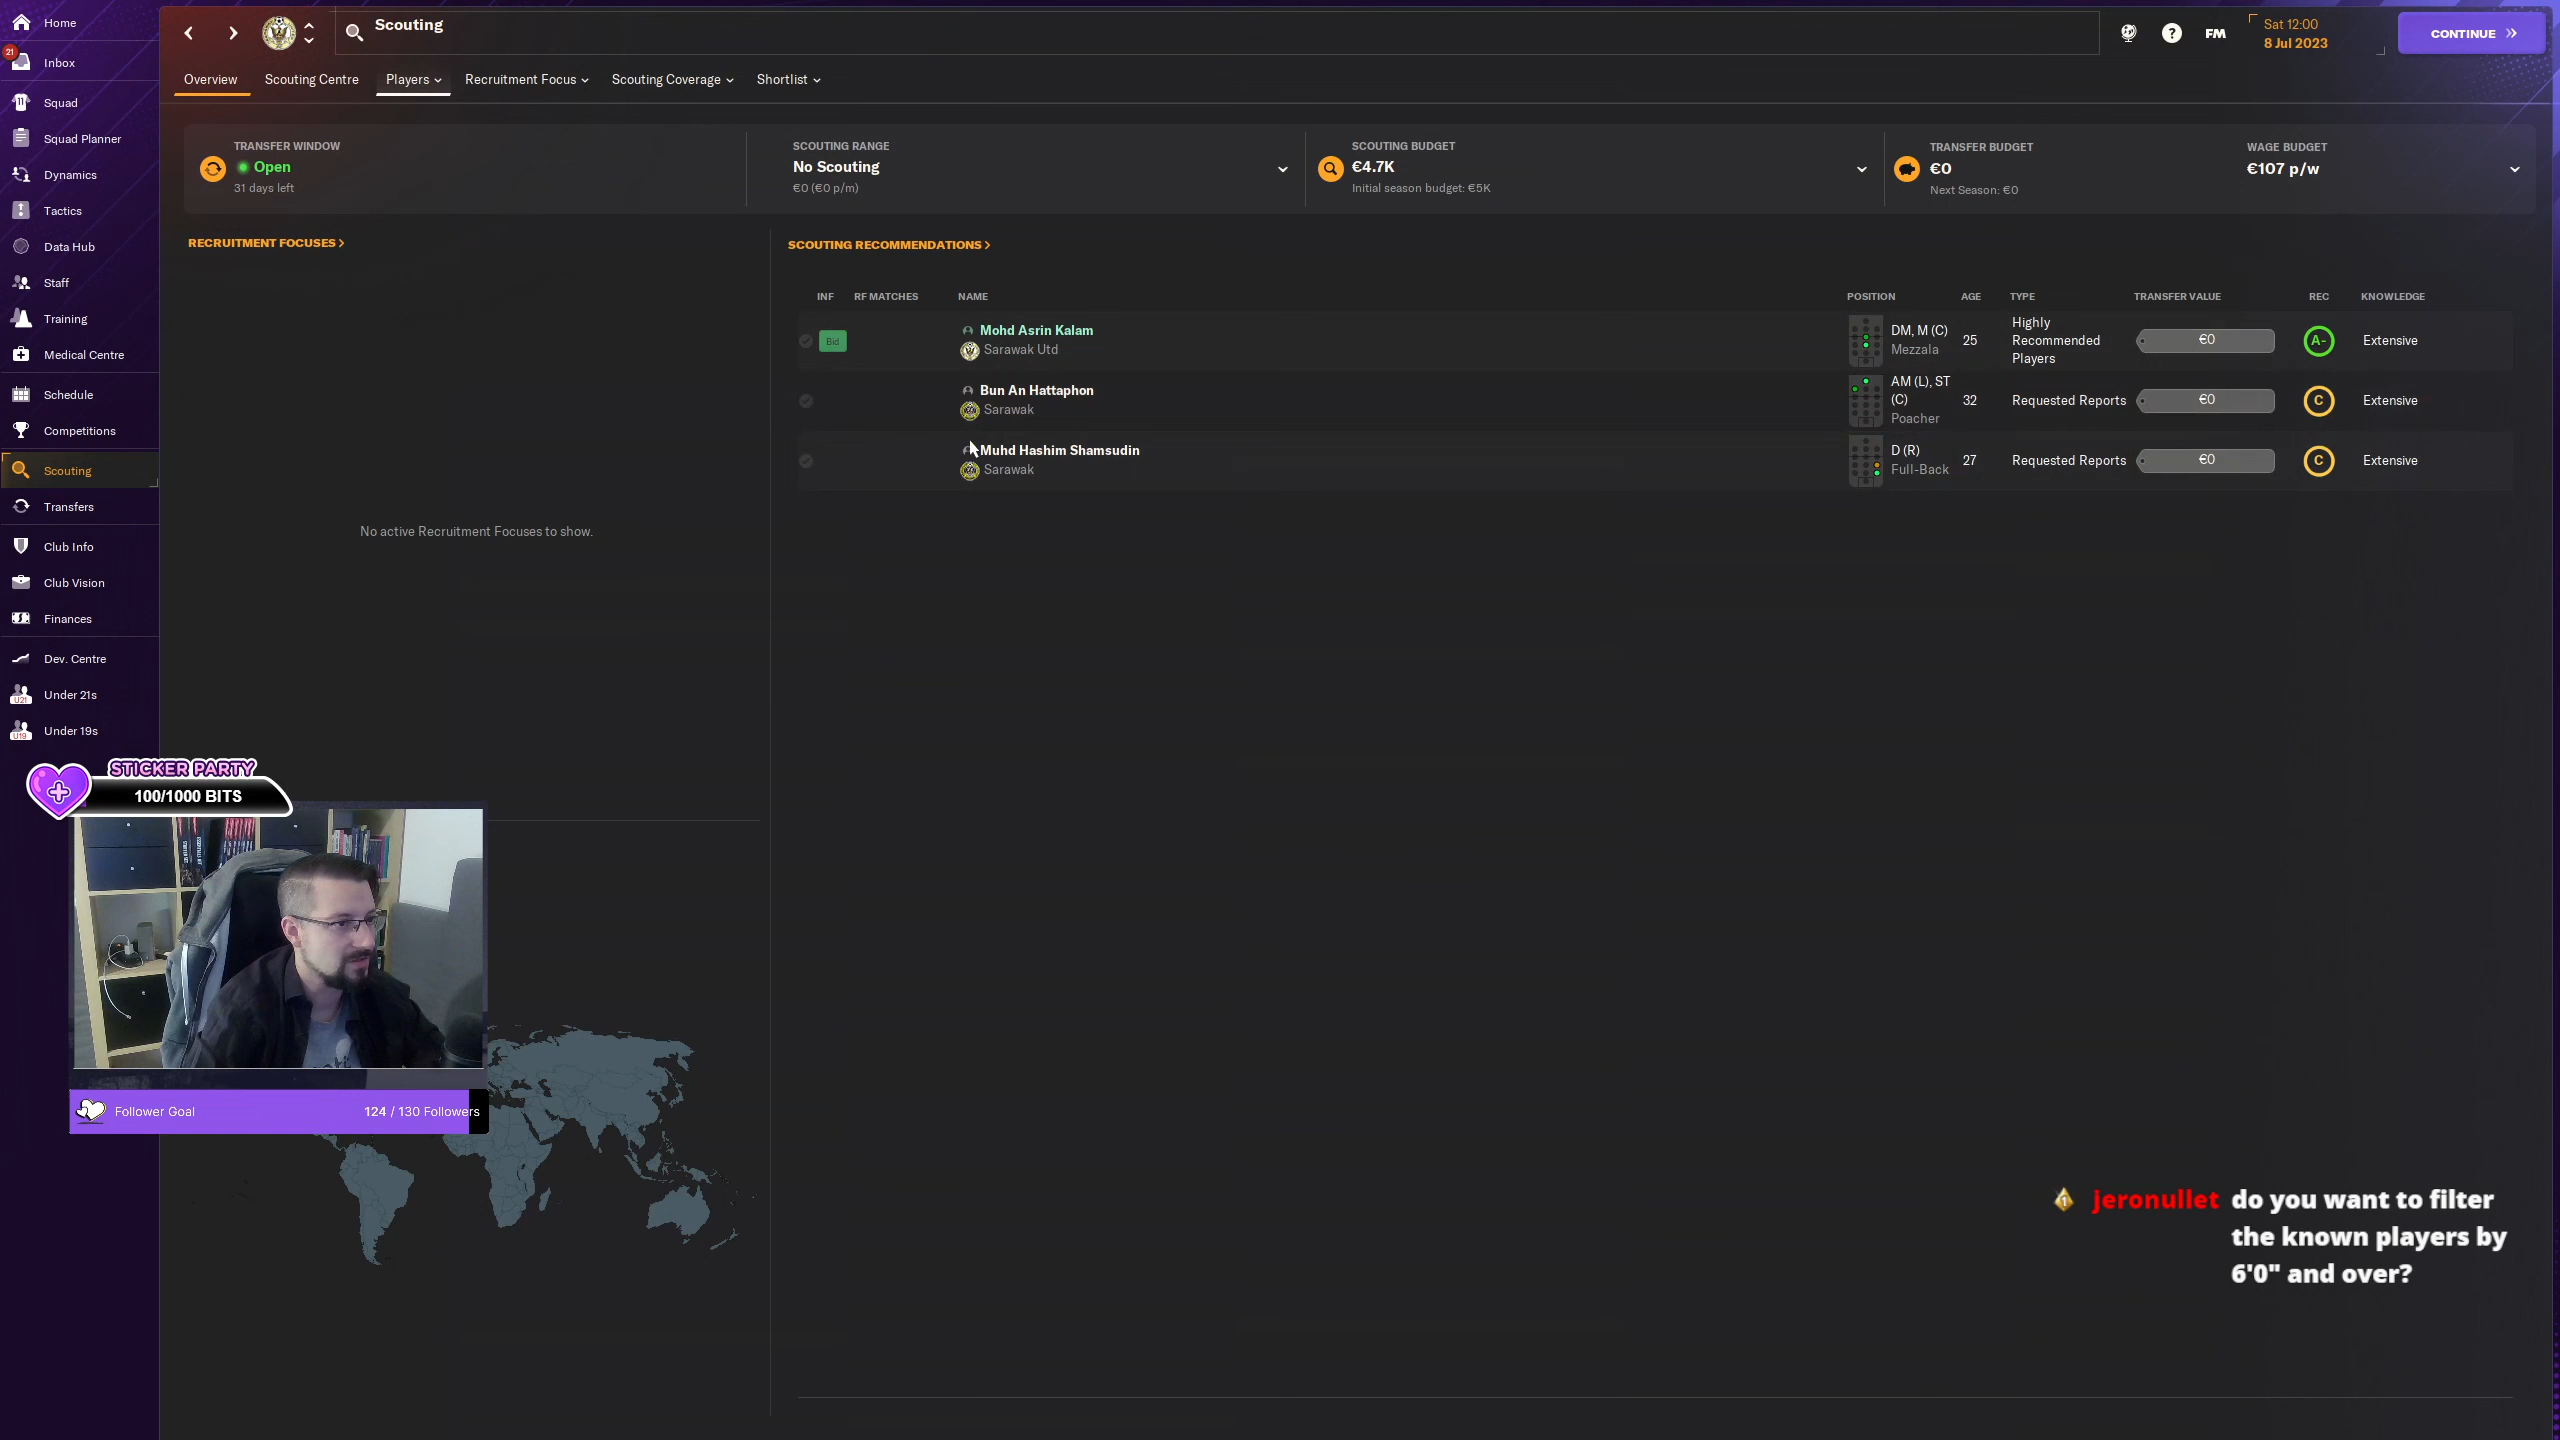 Home
21
Inbox
Squad
Squad Planner
Dynamics
Tactics
Data Hub
Staff
Training
Medical Centre
Schedule
Competitions
Scouting
Transfers
Club Info
Club Vision
Finances
Dev. Centre
U21
Under 21s
U19
Under 19s
Scouting
FM
Sat 12:00
8 Jul 2023
CONTINUE
Overview
Scouting Centre
Players
Recruitment Focus
Scouting Coverage
Shortlist
TRANSFER WINDOW
Open
31 days left
SCOUTING RANGE
No Scouting
€0 (€0 p/m)
SCOUTING BUDGET
€4.7K
Initial season budget: €5K
TRANSFER BUDGET
€0
Next Season: €0
WAGE BUDGET
€107 p/w
RECRUITMENT FOCUSES
No active Recruitment Focuses to show.
SCOUTING RECOMMENDATIONS
INF RF MATCHES NAME POSITION AGE TYPE TRANSFER VALUE REC KNOWLEDGE
Bid
Mohd Asrin Kalam
Sarawak Utd
DM, M (C)
Mezzala
25
Highly
Recommended
Players
€0
A-
Extensive
Bun An Hattaphon
Sarawak
AM (L), ST
(C)
Poacher
32
Requested Reports
€0
C
Extensive
Muhd Hashim Shamsudin
Sarawak
D (R)
Full-Back
27
Requested Reports
€0
C
Extensive
STICKER PARTY
100/1000 BITS
Follower Goal 124 / 130 Followers
jeronullet do you want to filter
the known players by
6'0" and over?